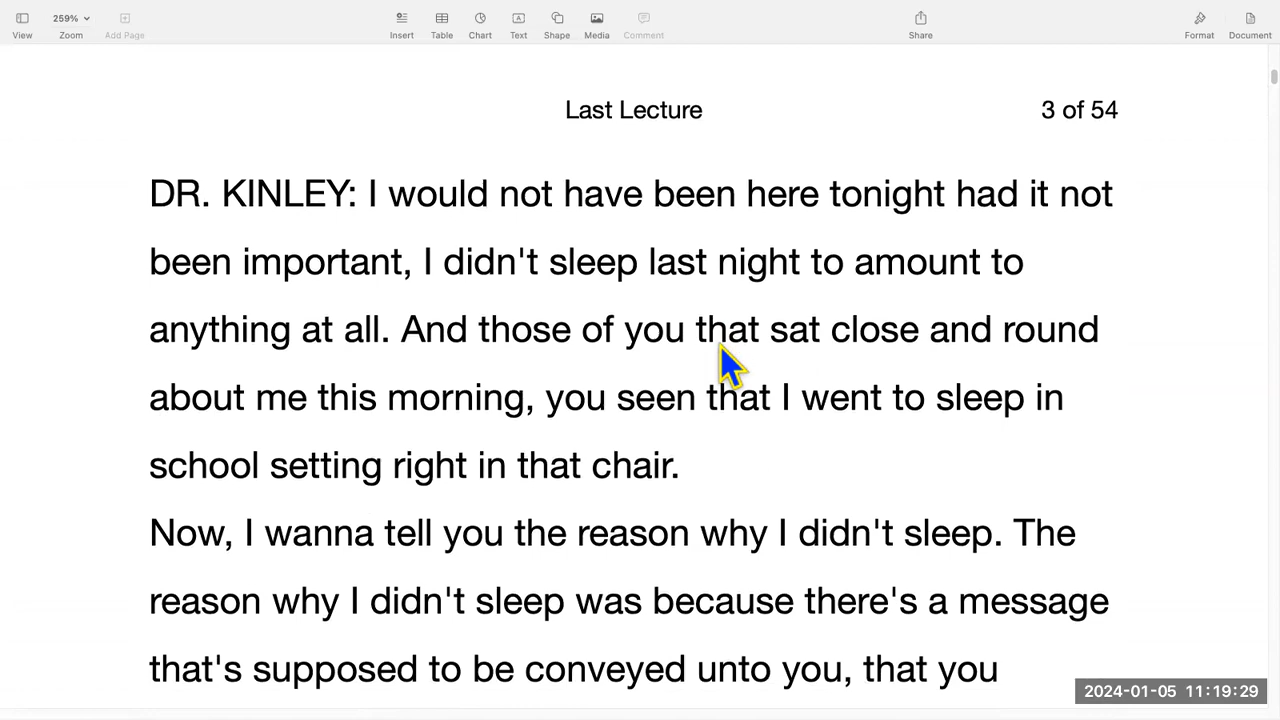 259%
View
Zoom
Add Page
Insert
Table
Chart
Text
Shape
Media
Comment
Share
Format
Document
Last Lecture
3 of 54
DR. KINLEY: I would not have been here tonight had it not
been important, I didn't sleep last night to amount to
anything at all. And those of you that sat close and round
about me this morning, you seen that I went to sleep in
school setting right in that chair.
Now, I wanna tell you the reason why I didn't sleep. The
reason why I didn't sleep was because there's a message
that's supposed to be conveyed unto you, that you
2024-01-05 11:19:29